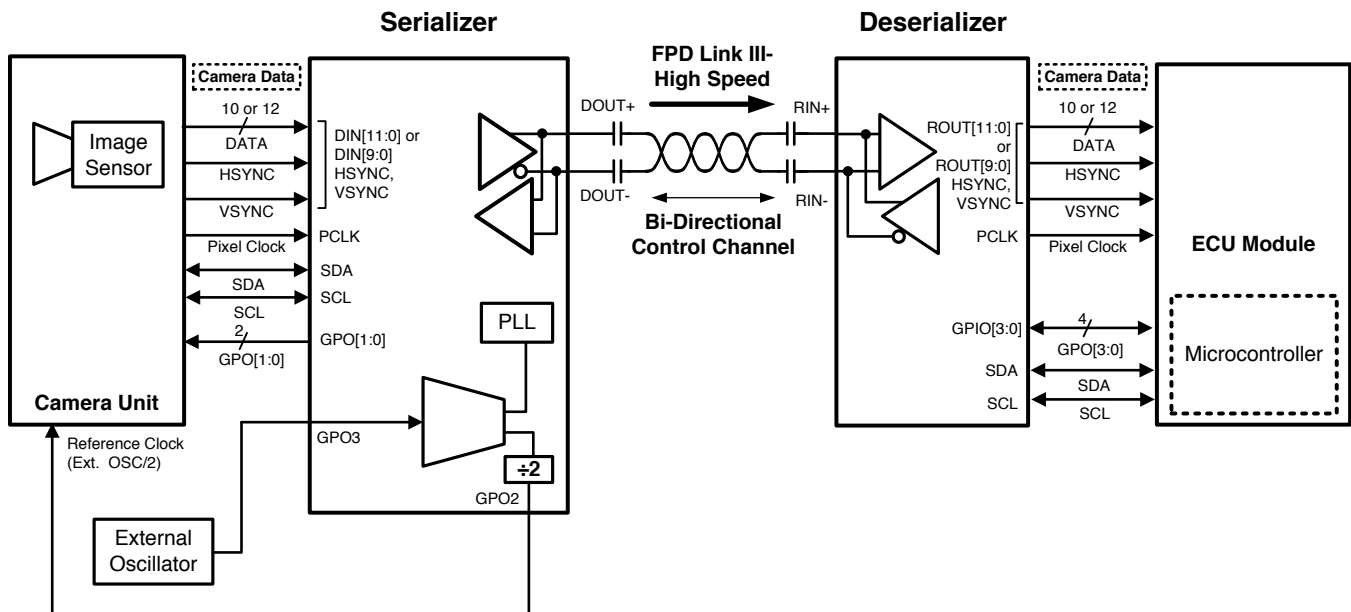 Serializer
Deserializer
FPD Link III-
High Speed
Camera Data
10 or 12
DATA
HSYNC
VSYNC
Pixel Clock
SDA
SCL
2
GPO[1:0]
Image
Sensor
Camera Unit
DIN[11:0] or
DIN[9:0]
HSYNC,
VSYNC
PCLK
SDA
SCL
GPO[1:0]
PLL
GPO3
÷2
GPO2
Reference Clock
(Ext. OSC/2)
External
Oscillator
DOUT+
DOUT-
RIN+
RIN-
Bi-Directional
Control Channel
ROUT[11:0]
or
ROUT[9:0]
HSYNC,
VSYNC
PCLK
GPIO[3:0]
SDA
SCL
Camera Data
10 or 12
DATA
HSYNC
VSYNC
Pixel Clock
4
GPO[3:0]
SDA
SCL
ECU Module
Microcontroller